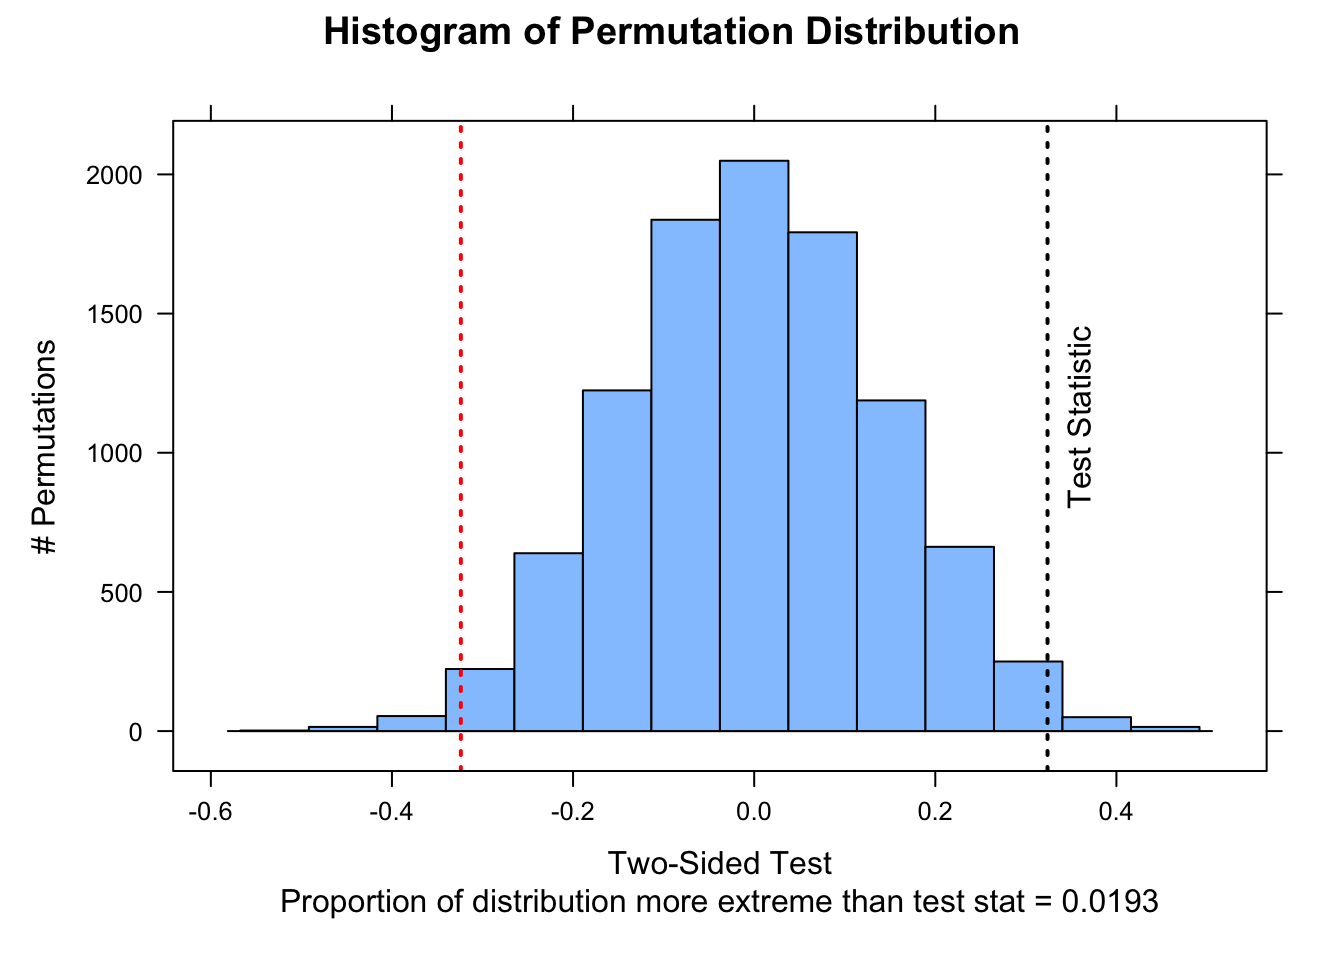 Histogram of Permutation Distribution
2000
1500
1000
500
0
# Permutations
Test Statistic
-0.6 -0.4 -0.2 0.0 0.2 0.4
Two-Sided Test
Proportion of distribution more extreme than test stat = 0.0193